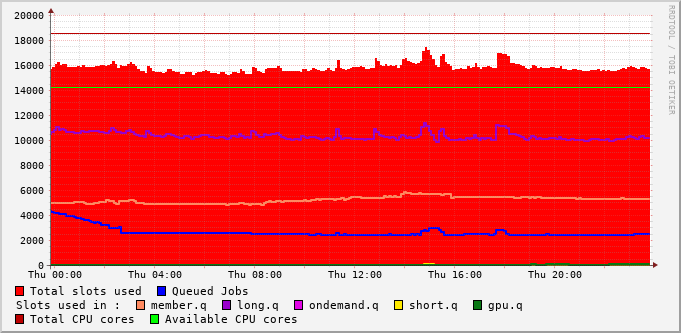 20000
18000
16000
14000
12000
10000
8000
6000
4000
2000
0
Thu 00:00 Thu 04:00 Thu 08:00 Thu 12:00 Thu 16:00 Thu 20:00
Total slots used Queued Jobs
Slots used in : member.q long.q ondemand.q short.q gpu.q
Total CPU cores Available CPU cores
RRDTOOL / TOBI OETIKER